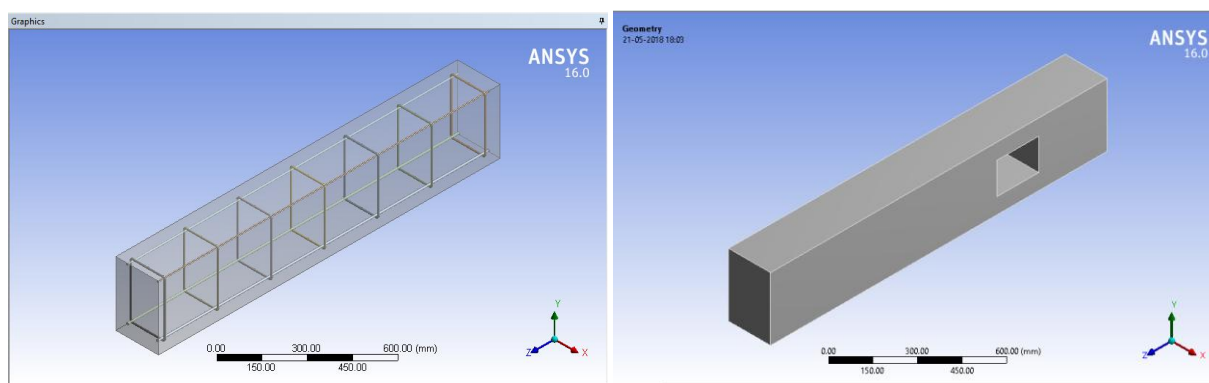 Graphics
ANSYS
16.0
0.00 300.00 600.00 (mm)
150.00 450.00
Y
Z X
Geometry
21-05-2018 18:03
ANSYS
16.0
0.00 300.00 600.00 (mm)
150.00 450.00
Y
Z X